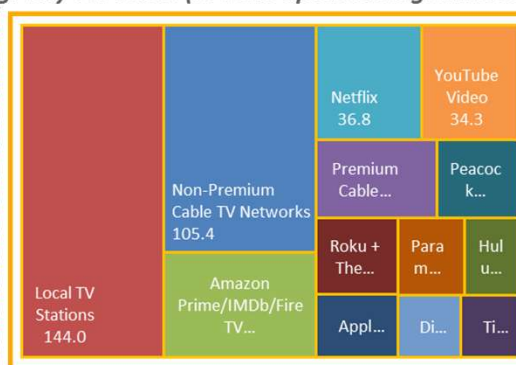 Local TV
Stations
144.0
Non-Premium
Cable TV Networks
105.4
Amazon
Prime/IMDb/Fire
TV...
Netflix
36.8
YouTube
Video
34.3
Premium
Cable...
Peacoc
k...
Roku +
The...
Para
m...
Hul
u...
Appl...
Di...
Ti...